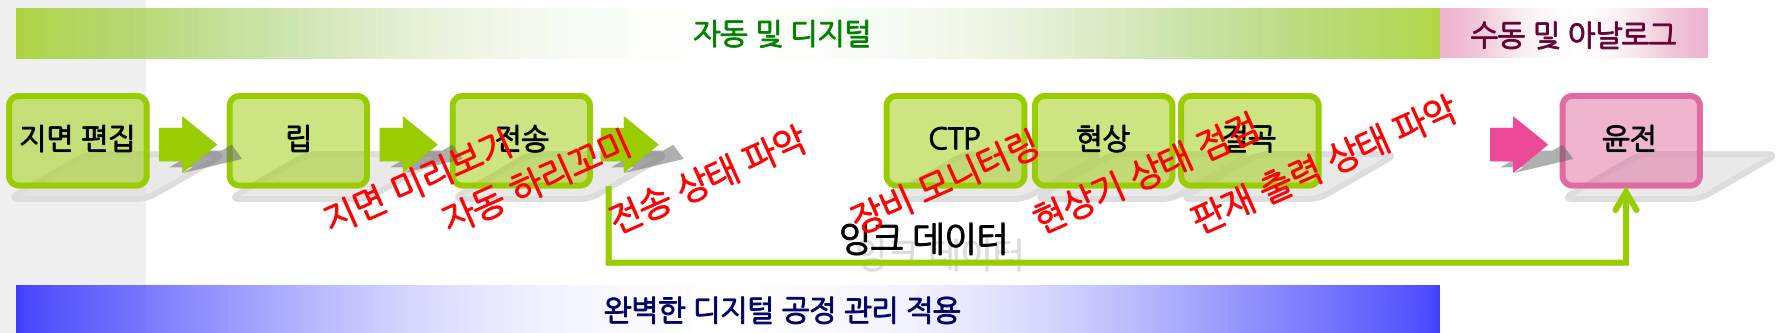 자동 및 디지털
수동 및 아날로그
지면 편집
립
전송
CTP
현상
절곡
윤전
지면 미리보기
자동 하리꼬미
전송 상태 파악
장비 모니터링
현상기 상태 점검
판재 출력 상태 파악
잉크 데이터
완벽한 디지털 공정 관리 적용